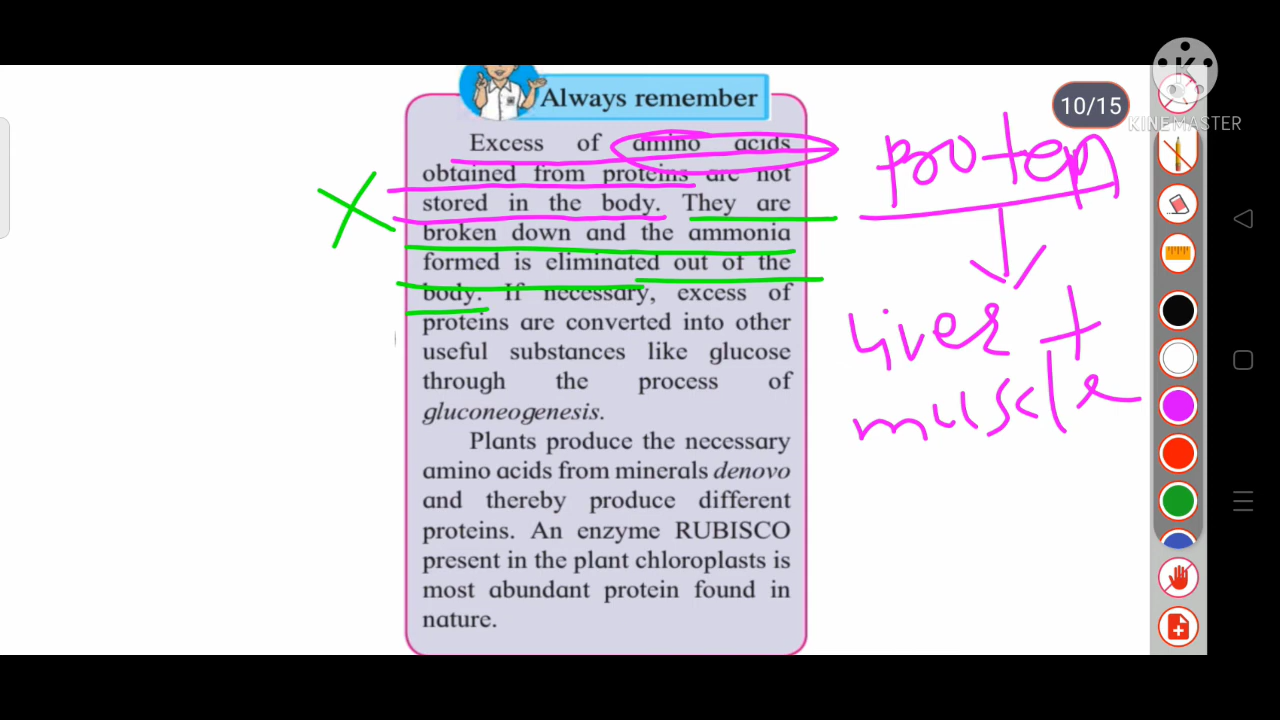 Always remember
Excess of amino acids
obtained from proteins are not
stored in the body. They are
broken down and the ammonia
formed is eliminated out of the
body. If necessary, excess of
proteins are converted into other
useful substances like glucose
through the process of
gluconeogenesis.
Plants produce the necessary
amino acids from minerals denovo
and thereby produce different
proteins. An enzyme RUBISCO
present in the plant chloroplasts is
most abundant protein found in
nature.
10/15
KINEMASTER
liver +
muscle